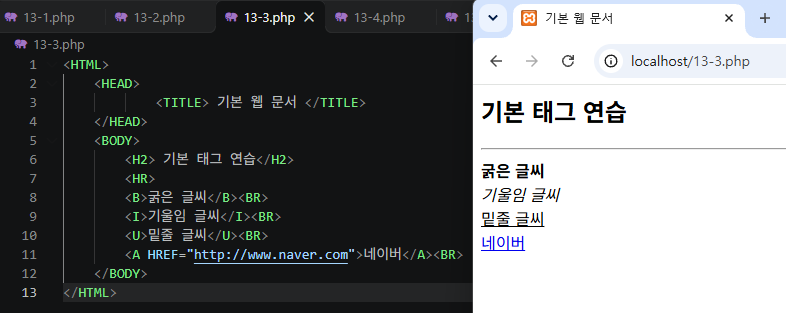 13-1.php 13-2.php 13-3.php 13-4.php
13-3.php
1 <HTML>
2 <HEAD>
3 <TITLE> 기본 웹 문서 </TITLE>
4 </HEAD>
5 <BODY>
6 <H2> 기본 태그 연습</H2>
7 <HR>
8 <B>굵은 글씨</B><BR>
9 <I>기울임 글씨</I><BR>
10 <U>밑줄 글씨</U><BR>
11 <A HREF="http://www.naver.com">네이버</A><BR>
12 </BODY>
13 </HTML>
기본 웹 문서
localhost/13-3.php
기본 태그 연습
굵은 글씨
기울임 글씨
밑줄 글씨
네이버